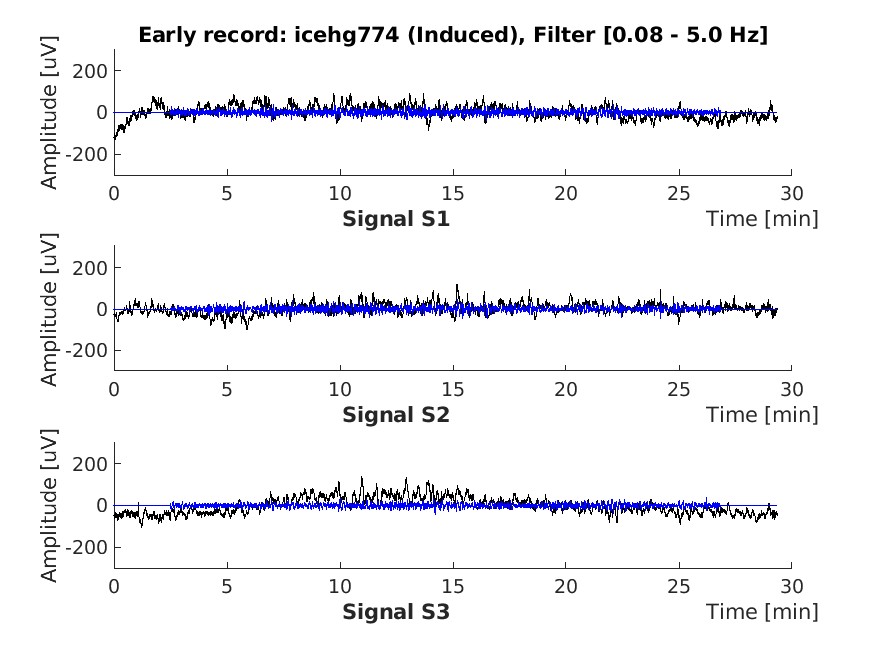 Early record: icehg774 (Induced), Filter [0.08 - 5.0 Hz]
Amplitude [uV]
200
0
-200
0 5 10 15 20 25 30
Signal S1 Time [min]
Amplitude [uV]
200
0
-200
0 5 10 15 20 25 30
Signal S2 Time [min]
Amplitude [uV]
200
0
-200
0 5 10 15 20 25 30
Signal S3 Time [min]